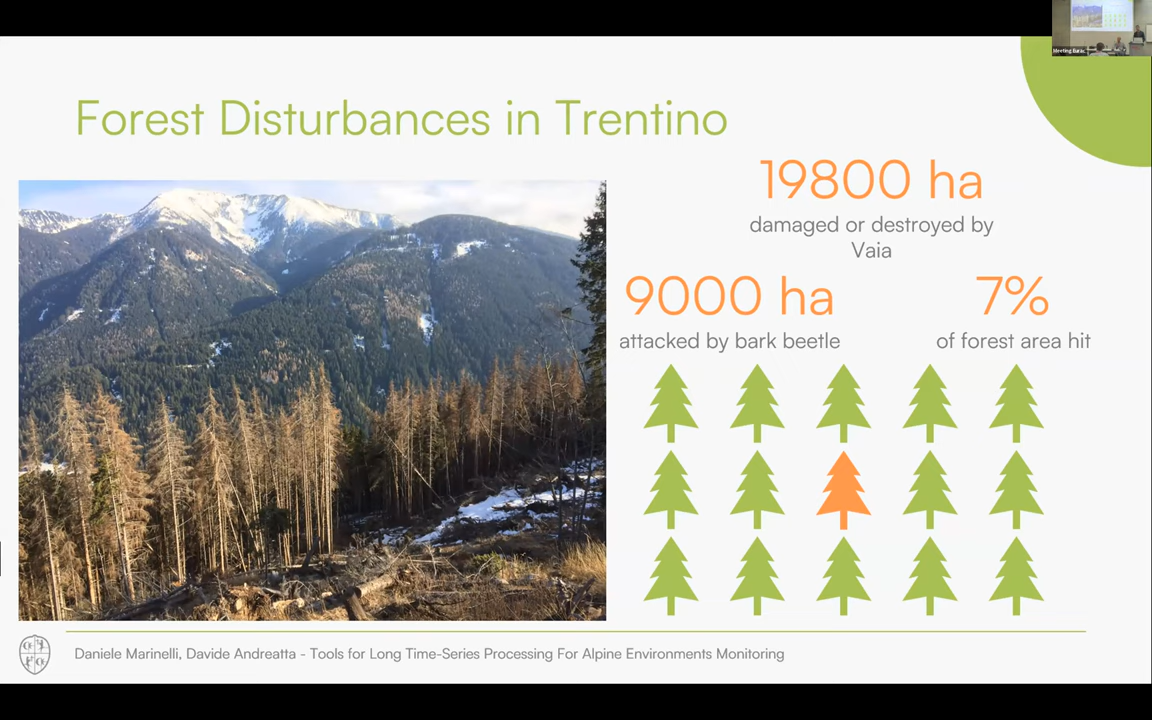 Forest Disturbances in Trentino
19800 ha
damaged or destroyed by
Vaia
9000 ha
attacked by bark beetle
7%
of forest area hit
Daniele Marinelli, Davide Andreatta - Tools for Long Time-Series Processing For Alpine Environments Monitoring